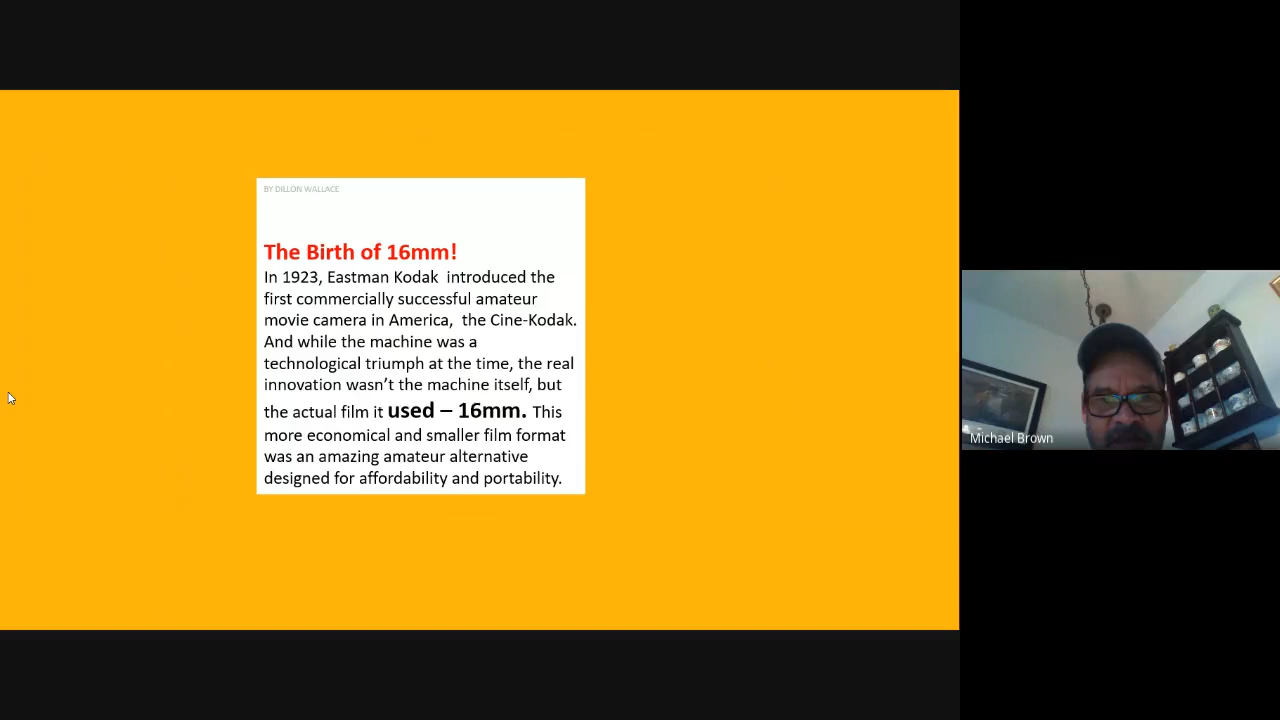 BY DILLON WALLACE
The Birth of 16mm!
In 1923, Eastman Kodak  introduced the
first commercially successful amateur
movie camera in America,  the Cine-Kodak.
And while the machine was a
technological triumph at the time, the real
innovation wasn’t the machine itself, but
the actual film it used – 16mm. This
more economical and smaller film format
was an amazing amateur alternative
designed for affordability and portability.
Michael Brown